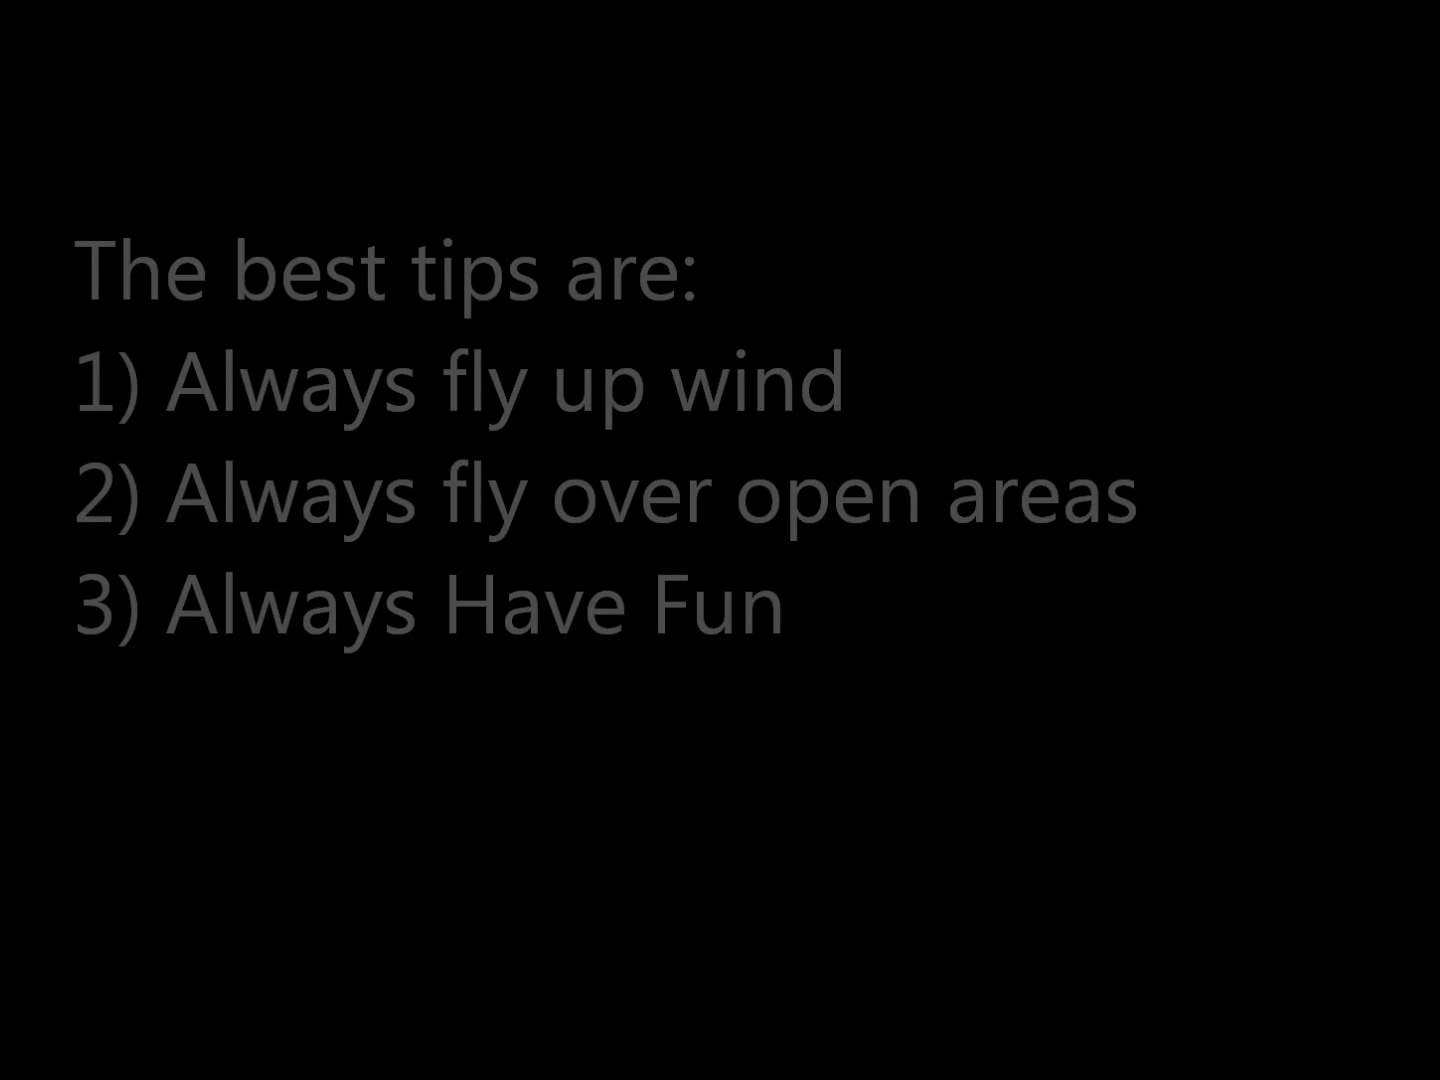 The best tips are:
1) Always fly up wind
2) Always fly over open areas
3) Always Have Fun